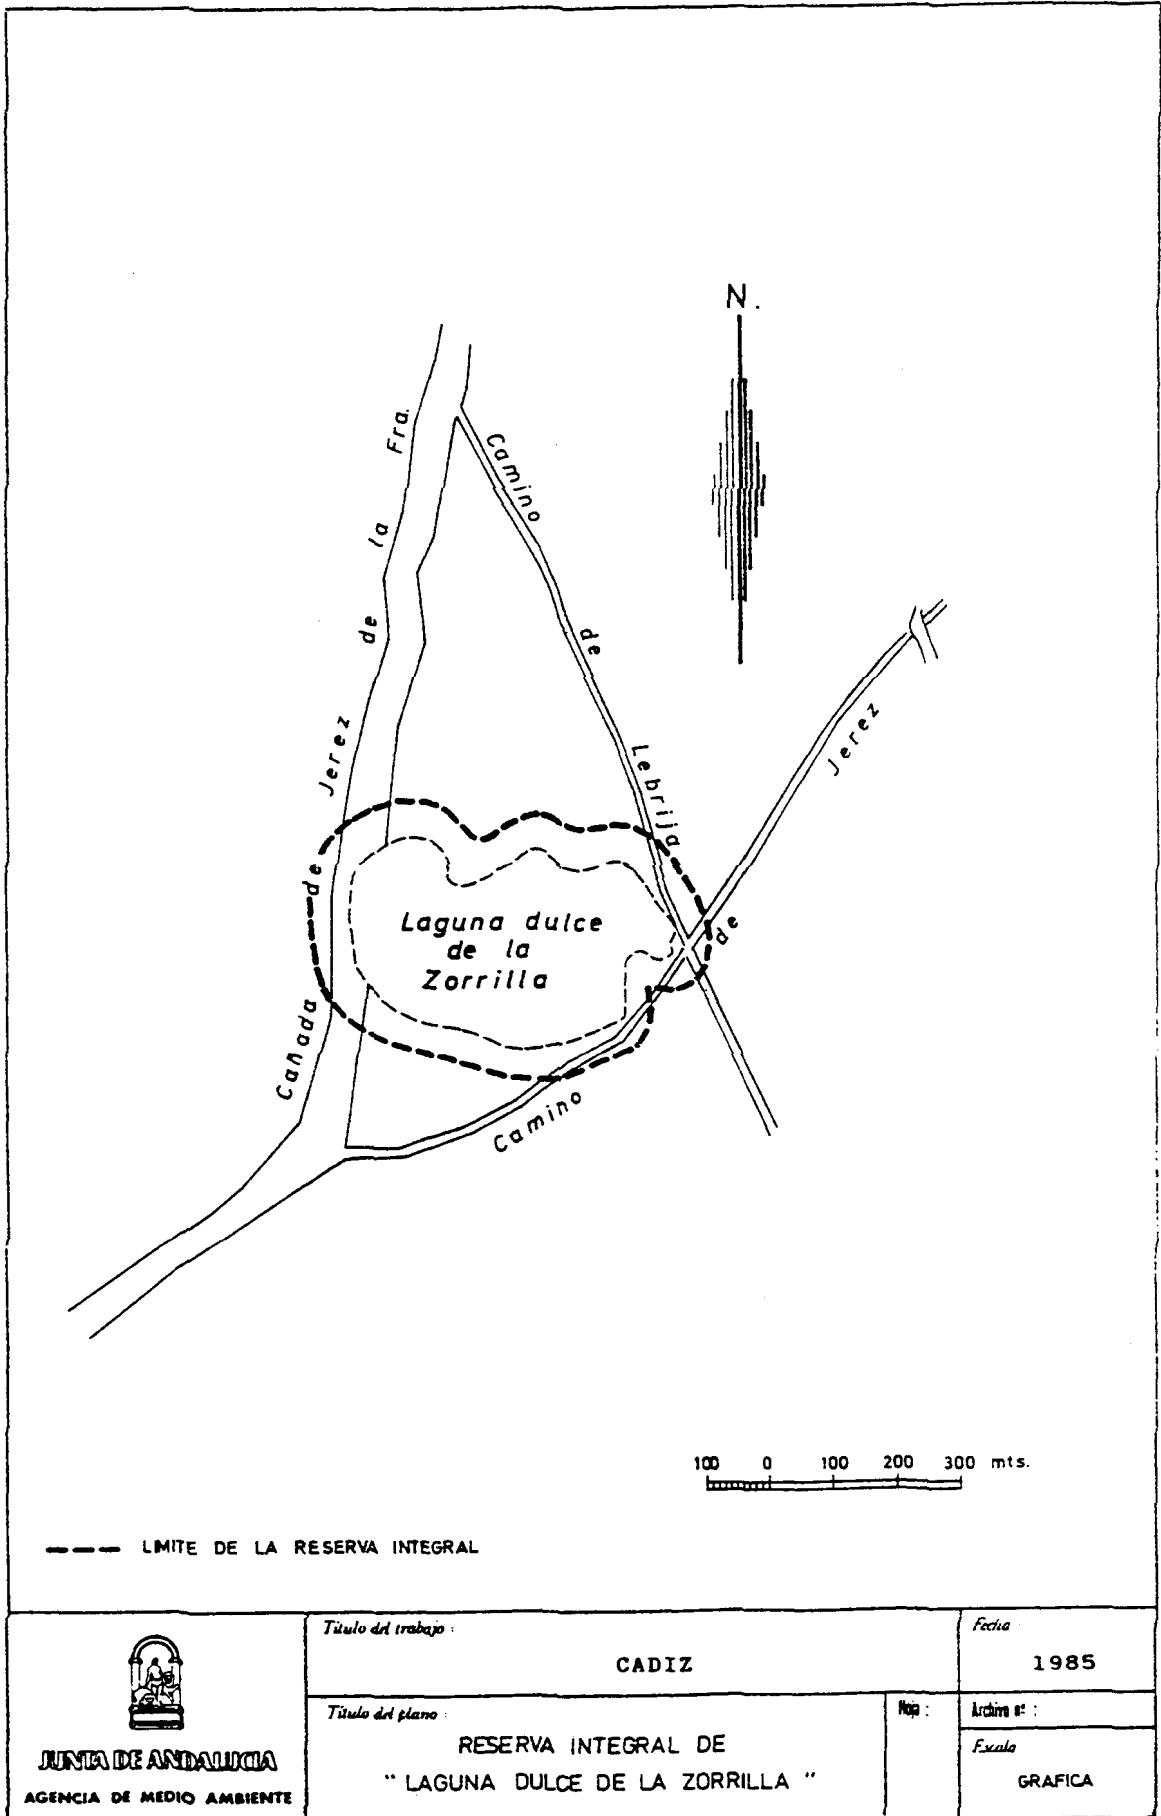 N.
Cañada de Jerez de la Fra.
Camino de Lebrija
Camino de Jerez
Laguna dulce
de la
Zorrilla
100 0 100 200 300 mts.
LIMITE DE LA RESERVA INTEGRAL
JUNTA DE ANDALUCIA
AGENCIA DE MEDIO AMBIENTE
Título del trabajo :
CADIZ
Fecha
1985
Título del plano :
RESERVA INTEGRAL DE
" LAGUNA DULCE DE LA ZORRILLA "
Hoja :
Archivo nº :
Escala
GRAFICA